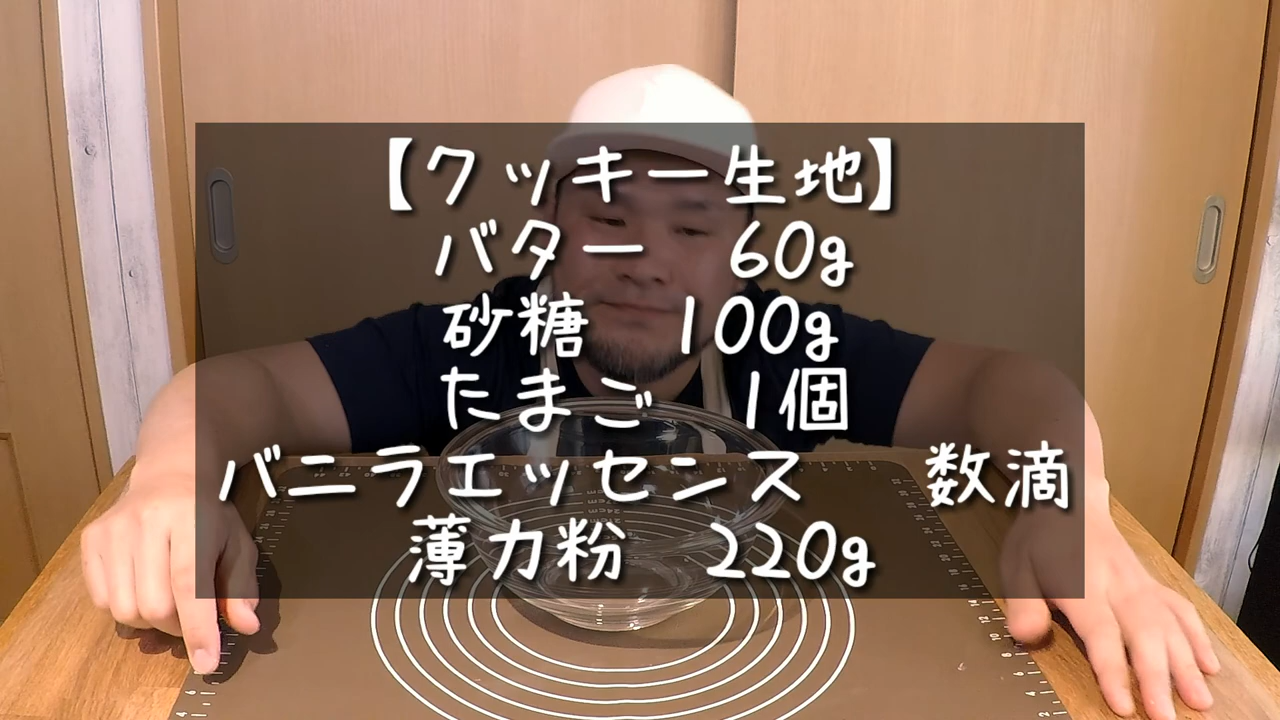 【クッキー生地】
バター　60g
砂糖　100g
たまご　1個
バニラエッセンス　数滴
薄力粉　220g